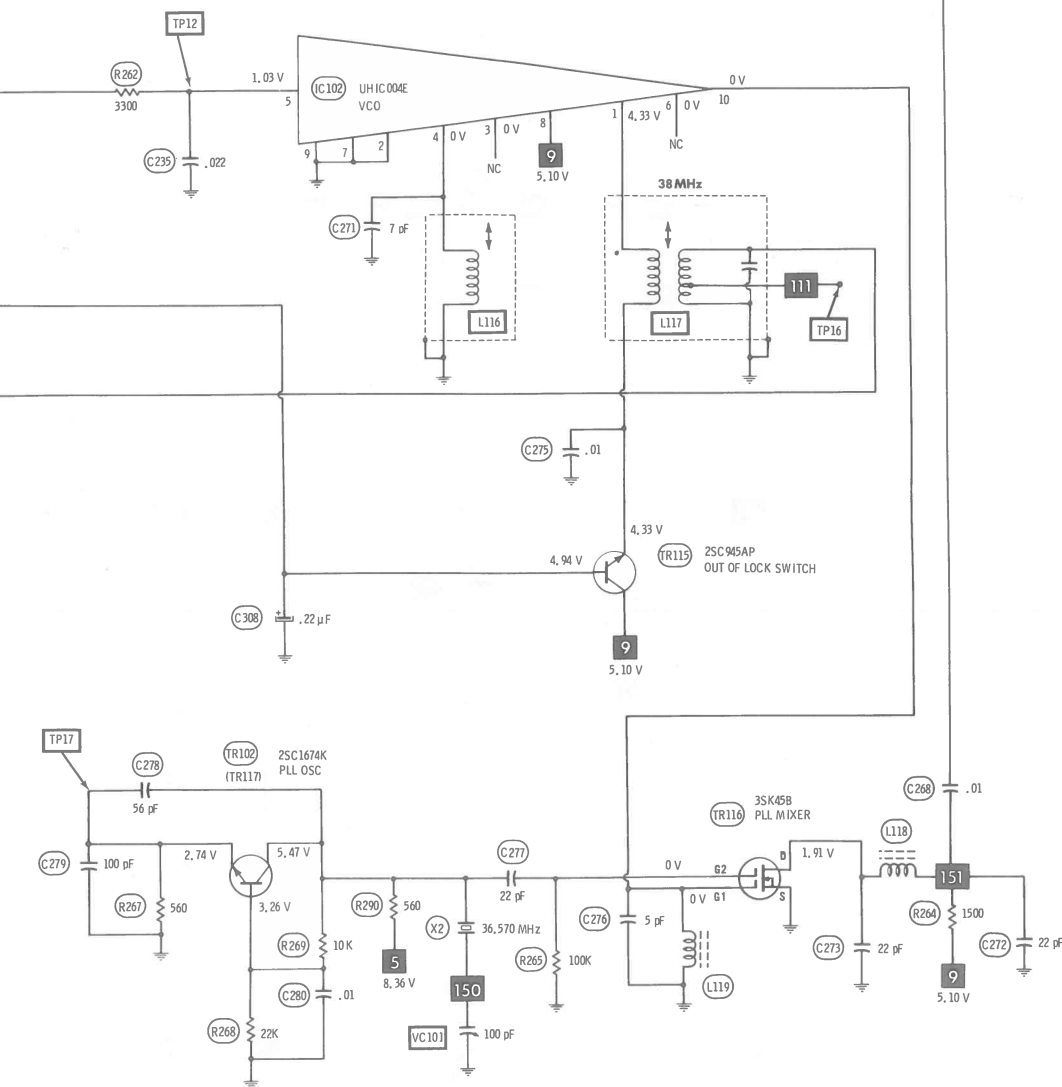 TP12
R262
3300
C235
.022
1.03 V
5
IC102
UHIC004E
VCO
0 V
10
9
7
2
4
0 V
3
0 V
NC
8
9
5.10 V
1
4.33 V
6
0 V
NC
38 MHz
C271
7 pF
L116
L117
111
TP16
C275
.01
4.33 V
4.94 V
TR115
2SC945AP
OUT OF LOCK SWITCH
9
5.10 V
C308
+
.22 µF
TP17
C278
56 pF
TR102
(TR117)
2SC1674K
PLL OSC
C279
100 pF
R267
560
2.74 V
5.47 V
3.26 V
R269
10 K
C280
.01
R268
22K
R290
560
5
8.36 V
X2
36.570 MHz
150
VC101
100 pF
C277
22 pF
R265
100K
C276
5 pF
L119
0 V
G2
0 V
G1
TR116
3SK45B
PLL MIXER
D
1.91 V
S
C273
22 pF
L118
C268
.01
151
R264
1500
9
5.10 V
C272
22 pF